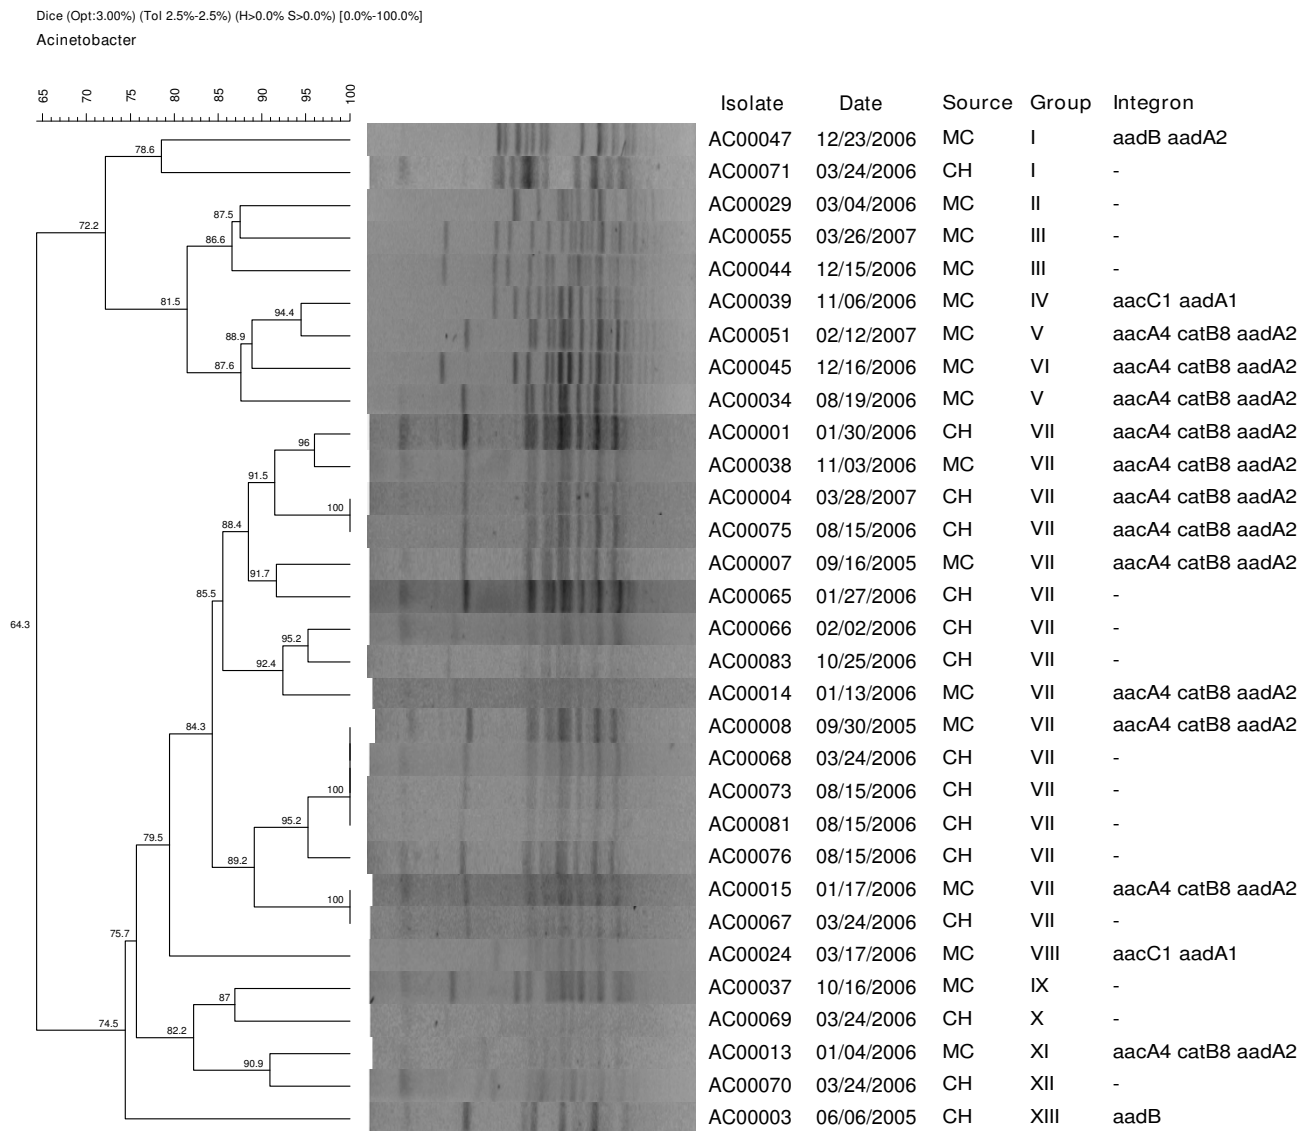 Dice (Opt:3.00%) (Tol 2.5%-2.5%) (H>0.0% S>0.0%) [0.0%-100.0%]
Acinetobacter
65 70 75 80 85 90 95 100
Isolate Date Source Group Integron
AC00047 12/23/2006 MC I aadB aadA2
78.6
AC00071 03/24/2006 CH I -
AC00029 03/04/2006 MC II -
87.5
72.2
AC00055 03/26/2007 MC III -
86.6
AC00044 12/15/2006 MC III -
81.5
AC00039 11/06/2006 MC IV aacC1 aadA1
94.4
AC00051 02/12/2007 MC V aacA4 catB8 aadA2
88.9
AC00045 12/16/2006 MC VI aacA4 catB8 aadA2
87.6
AC00034 08/19/2006 MC V aacA4 catB8 aadA2
AC00001 01/30/2006 CH VII aacA4 catB8 aadA2
96
AC00038 11/03/2006 MC VII aacA4 catB8 aadA2
91.5
AC00004 03/28/2007 CH VII aacA4 catB8 aadA2
100
88.4
AC00075 08/15/2006 CH VII aacA4 catB8 aadA2
AC00007 09/16/2005 MC VII aacA4 catB8 aadA2
91.7
85.5
AC00065 01/27/2006 CH VII -
64.3
AC00066 02/02/2006 CH VII -
95.2
AC00083 10/25/2006 CH VII -
92.4
AC00014 01/13/2006 MC VII aacA4 catB8 aadA2
AC00008 09/30/2005 MC VII aacA4 catB8 aadA2
84.3
AC00068 03/24/2006 CH VII -
AC00073 08/15/2006 CH VII -
100
AC00081 08/15/2006 CH VII -
95.2
79.5
AC00076 08/15/2006 CH VII -
89.2
AC00015 01/17/2006 MC VII aacA4 catB8 aadA2
100
AC00067 03/24/2006 CH VII -
75.7
AC00024 03/17/2006 MC VIII aacC1 aadA1
AC00037 10/16/2006 MC IX -
87
AC00069 03/24/2006 CH X -
74.5
82.2
AC00013 01/04/2006 MC XI aacA4 catB8 aadA2
90.9
AC00070 03/24/2006 CH XII -
AC00003 06/06/2005 CH XIII aadB